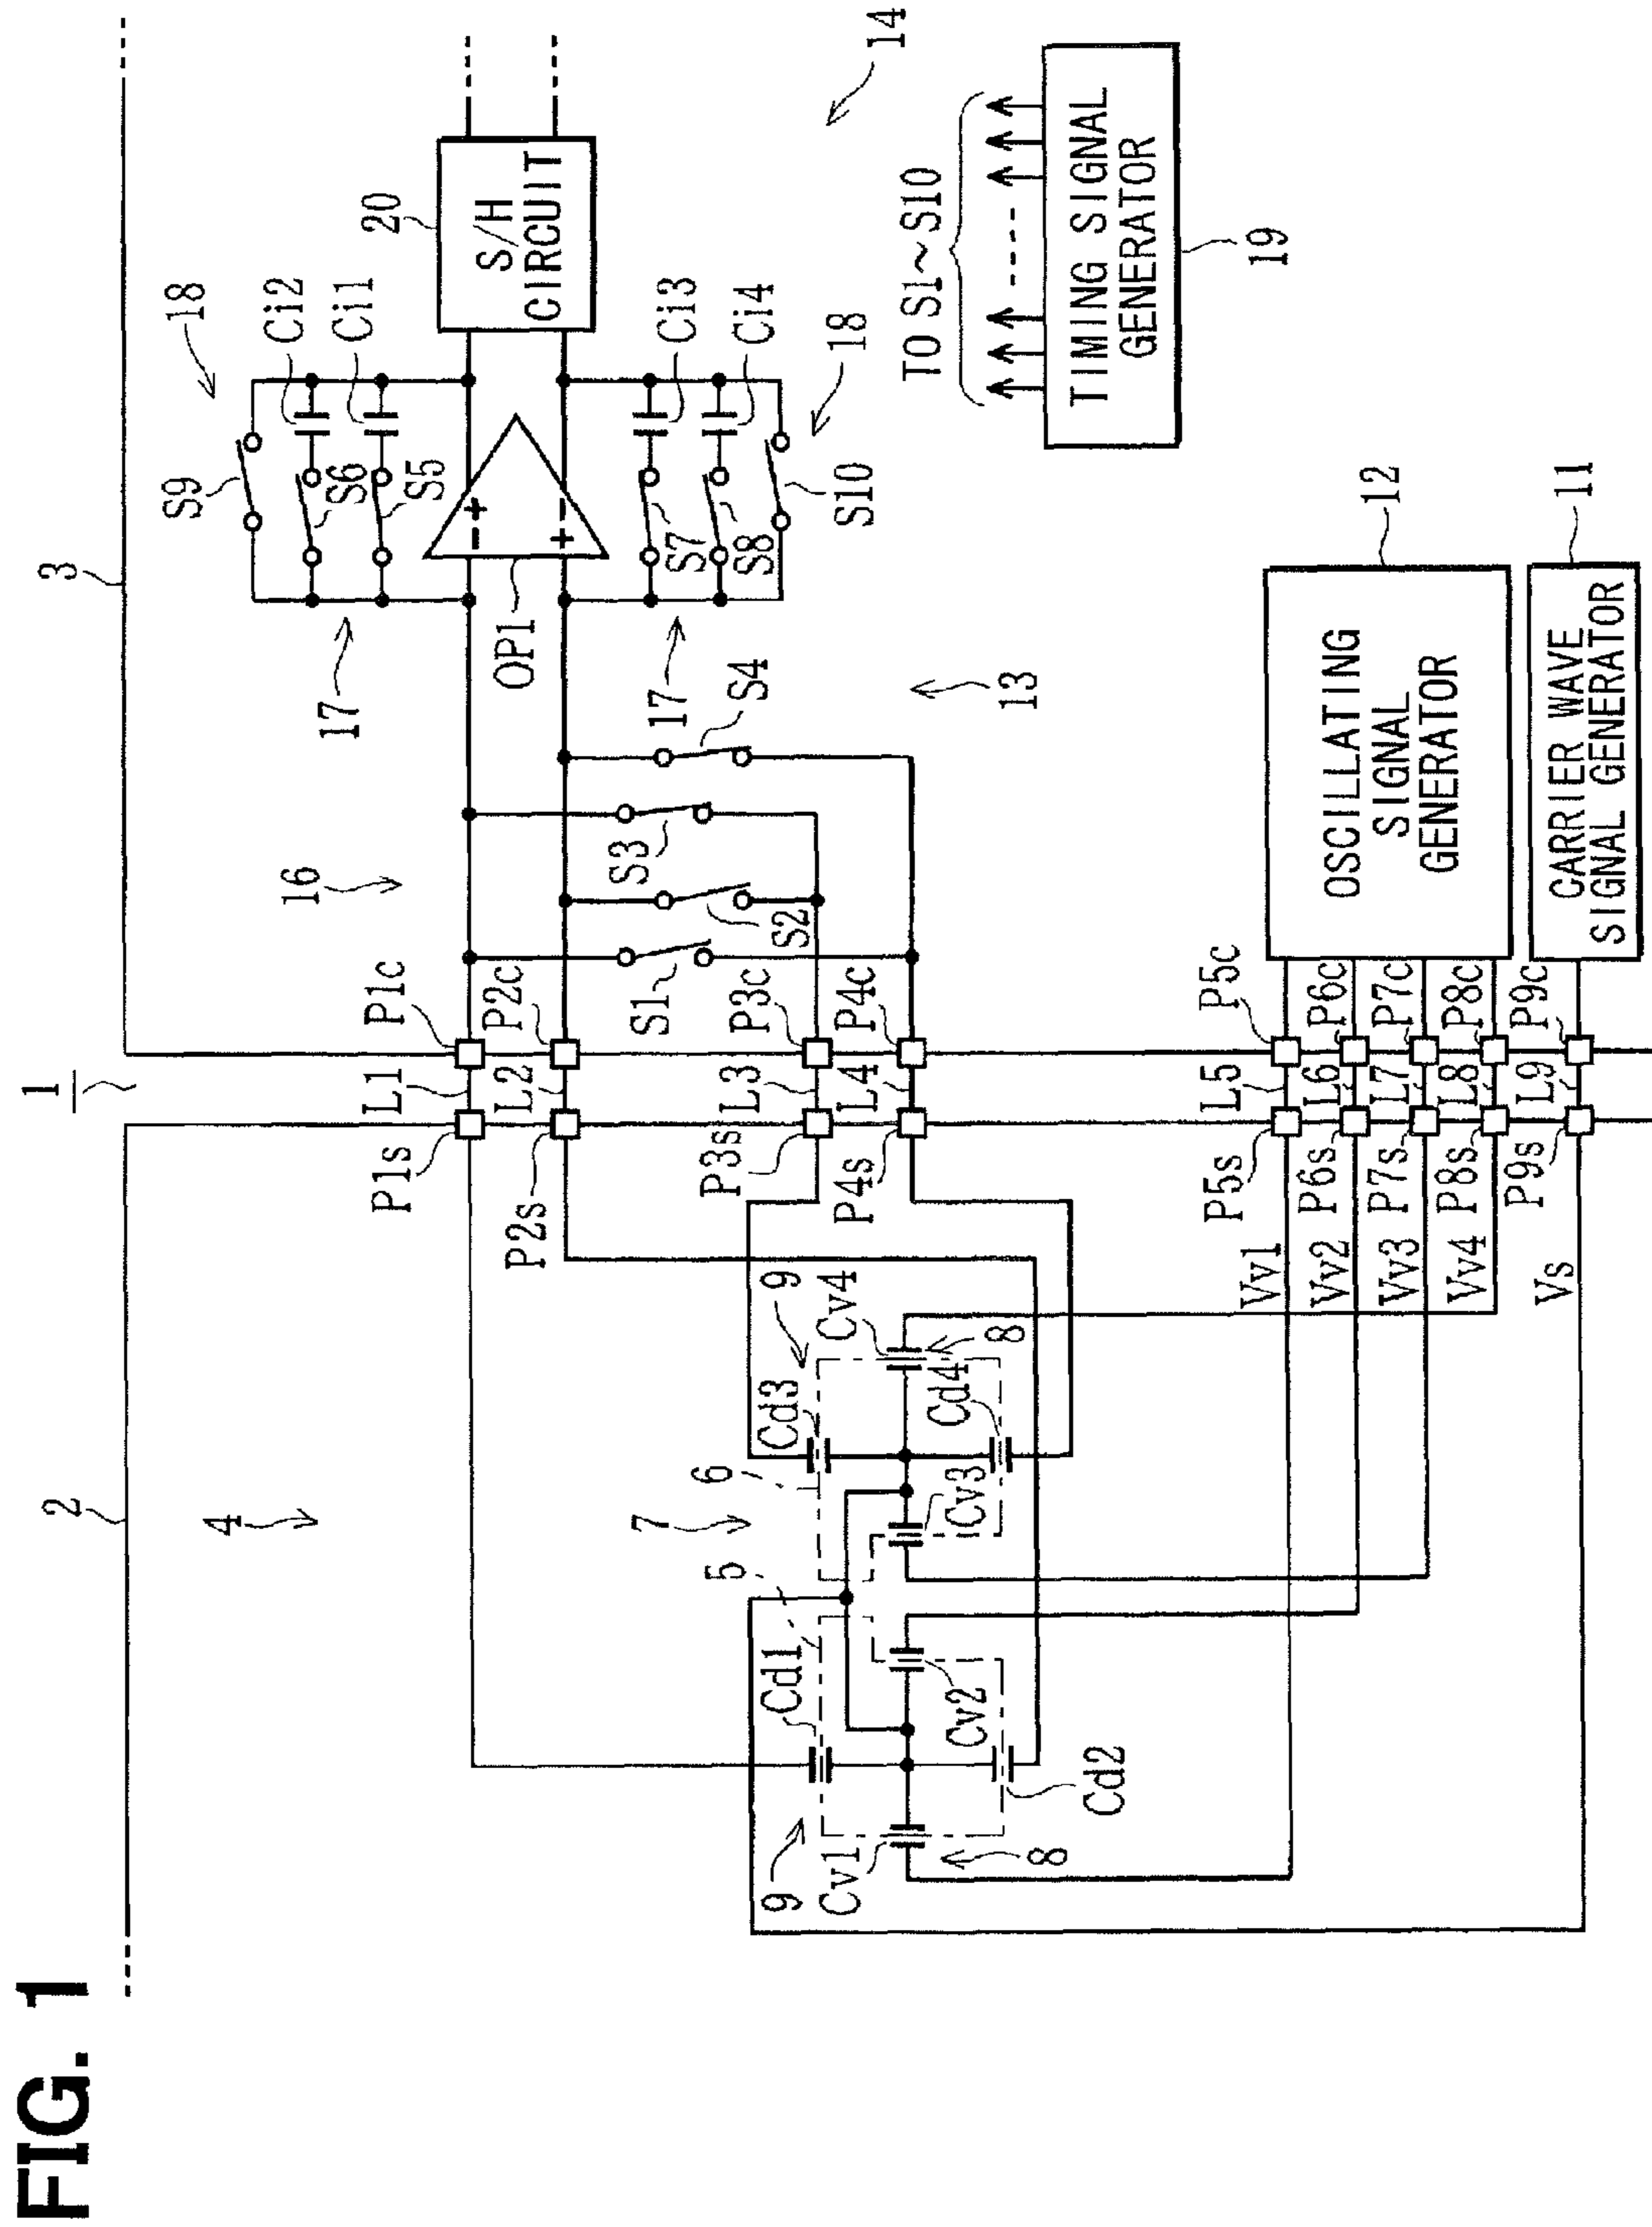 FIG. 1
1
2
3
4
P1s
L1
P1c
P2s
L2
P2c
P3s
L3
P3c
P4s
L4
P4c
P5s
L5
P5c
P6s
L6
P6c
P7s
L7
P7c
P8s
L8
P8c
P9s
L9
P9c
Vv1
Vv2
Vv3
Vv4
Vs
5
6
7
9
9
8
8
Cd1
Cd2
Cd3
Cd4
Cv1
Cv2
Cv3
Cv4
16
S1
S2
S3
S4
13
17
17
OP1
-
+
+
-
S9
S6
S5
S7
S8
S10
18
Ci2
Ci1
Ci3
Ci4
18
20
S/H
CIRCUIT
14
TO S1~S10
TIMING SIGNAL
GENERATOR
19
OSCILLATING
SIGNAL
GENERATOR
12
CARRIER WAVE
SIGNAL GENERATOR
11